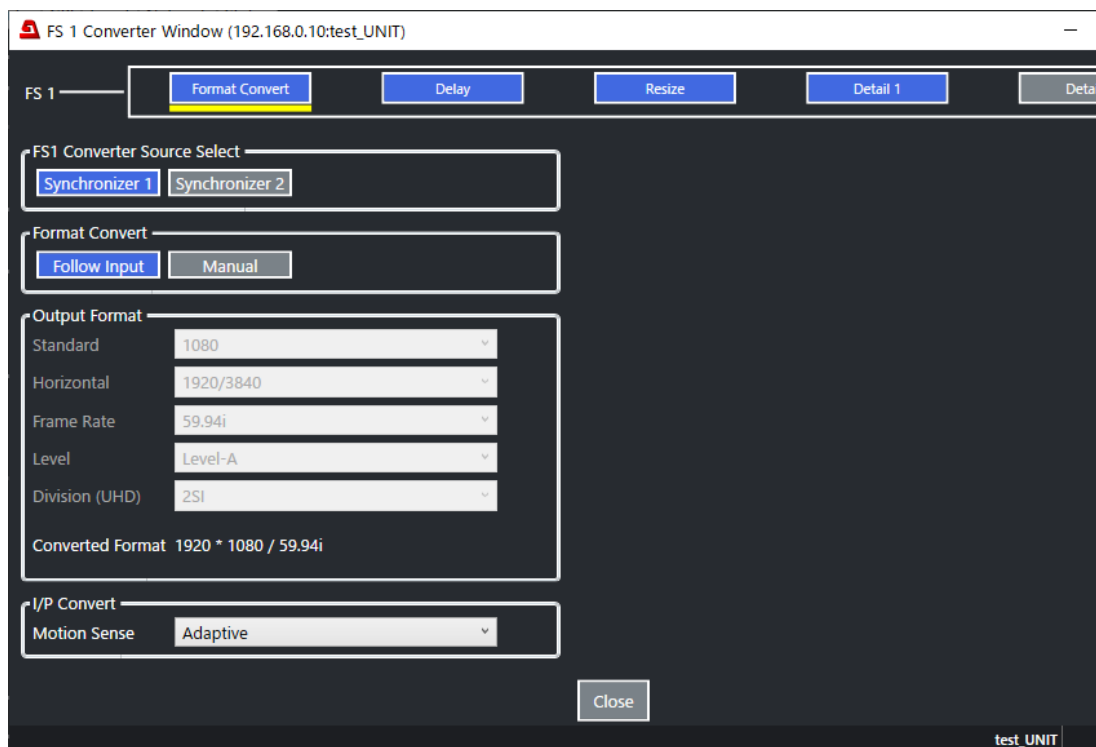 FS 1 Converter Window (192.168.0.10:test_UNIT)
FS 1 Format Convert Delay Resize Detail 1 Deta
FS1 Converter Source Select
Synchronizer 1 Synchronizer 2
Format Convert
Follow Input Manual
Output Format
Standard 1080
Horizontal 1920/3840
Frame Rate 59.94i
Level Level-A
Division (UHD) 2SI
Converted Format 1920 * 1080 / 59.94i
I/P Convert
Motion Sense Adaptive
Close
test_UNIT